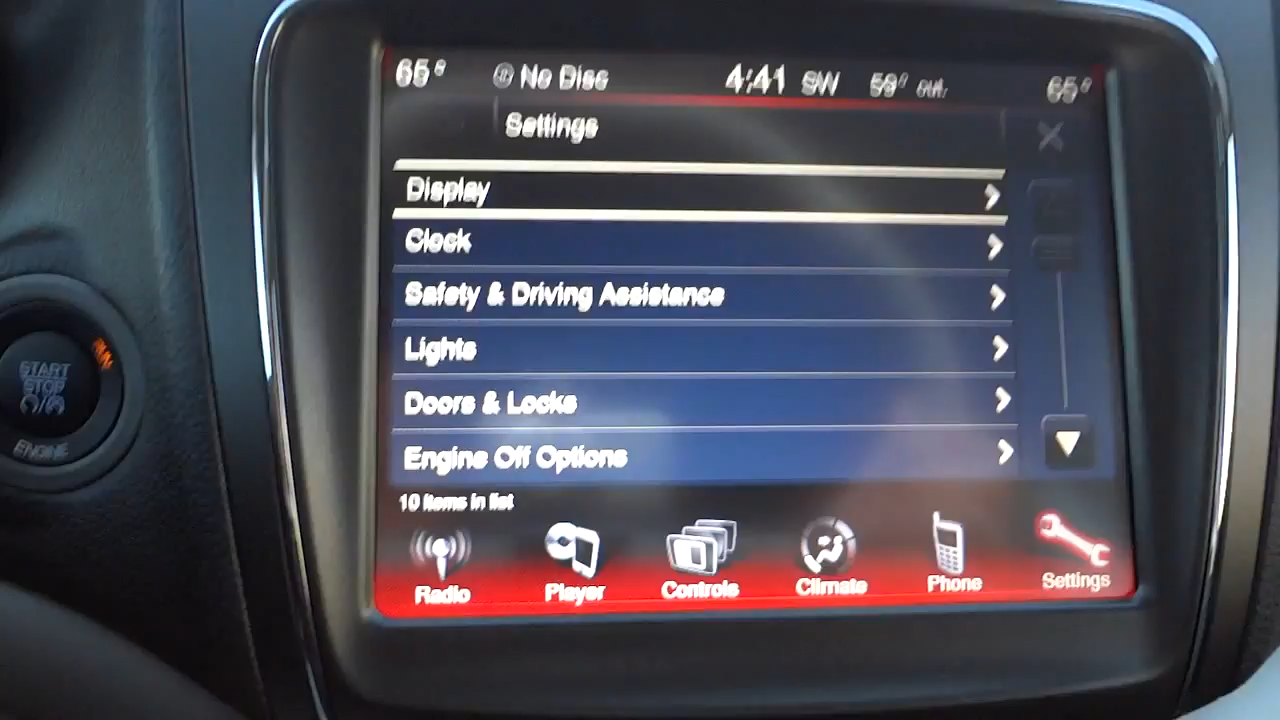 65° No Disc 4:41 SW 59° out. 65°
Settings
Display
Clock
Safety & Driving Assistance
Lights
Doors & Locks
Engine Off Options
10 items in list
Radio Player Controls Climate Phone Settings
START
STOP
ENGINE
RUN